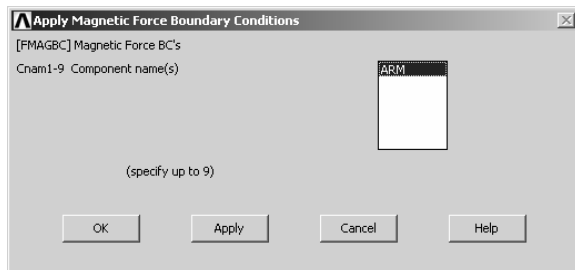 Apply Magnetic Force Boundary Conditions
[FMAGBC] Magnetic Force BC's
Cnam1-9 Component name(s)
ARM
(specify up to 9)
OK Apply Cancel Help